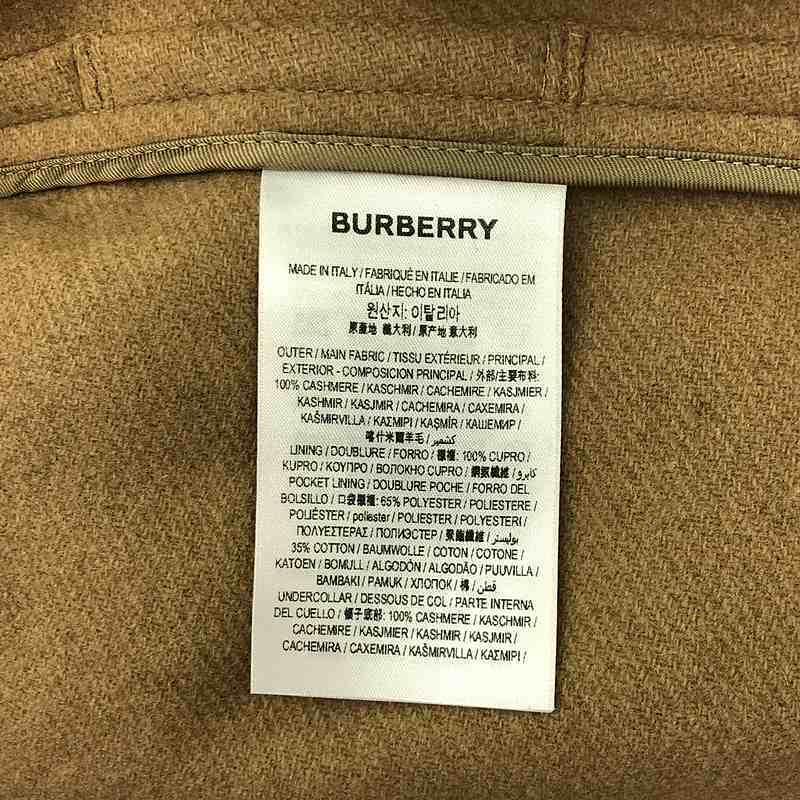 BURBERRY
MADE IN ITALY / FABRIQUÉ EN ITALIE / FABRICADO EM
ITÁLIA / HECHO EN ITALIA
원산지: 이탈리아
原產地 義大利 / 原产地 意大利
OUTER / MAIN FABRIC / TISSU EXTÉRIEUR / PRINCIPAL /
EXTERIOR - COMPOSICION PRINCIPAL / 外部/主要布料:
100% CASHMERE / KASCHMIR / CACHEMIRE / KASJMIER /
KASHMIR / KASJMIR / CACHEMIRA / CAXEMIRA /
KAŠMIRVILLA / ΚΑΣΜΙΡΙ / KAŞMİR / КАШЕМИР /
喀什米爾羊毛 / كشمير
LINING / DOUBLURE / FORRO / 襯裡: 100% CUPRO /
KUPRO / ΚΟΥΠΡΟ / ВОЛОКНО CUPRO / 銅氨纖維 / كابرو
POCKET LINING / DOUBLURE POCHE / FORRO DEL
BOLSILLO / 口袋襯裡: 65% POLYESTER / POLIESTERE /
POLIÉSTER / poliester / POLIESTER / POLYESTERI /
ΠΟΛΥΕΣΤΕΡΑΣ / ПОЛИЭСТЕР / 聚酯纖維 / بوليستر
35% COTTON / BAUMWOLLE / COTON / COTONE /
KATOEN / BOMULL / ALGODÓN / ALGODÃO / PUUVILLA /
BAMBAKI / PAMUK / ХЛОПОК / 棉 / قطن
UNDERCOLLAR / DESSOUS DE COL / PARTE INTERNA
DEL CUELLO / 領子底部: 100% CASHMERE / KASCHMIR /
CACHEMIRE / KASJMIER / KASHMIR / KASJMIR /
CACHEMIRA / CAXEMIRA / KAŠMIRVILLA / ΚΑΣΜΙΡΙ /